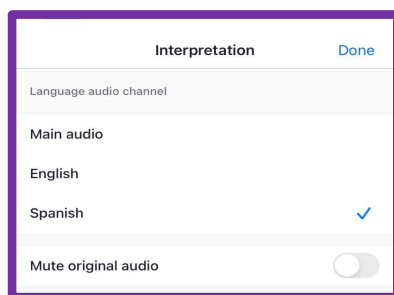 Interpretation Done
Language audio channel
Main audio
English
Spanish
Mute original audio